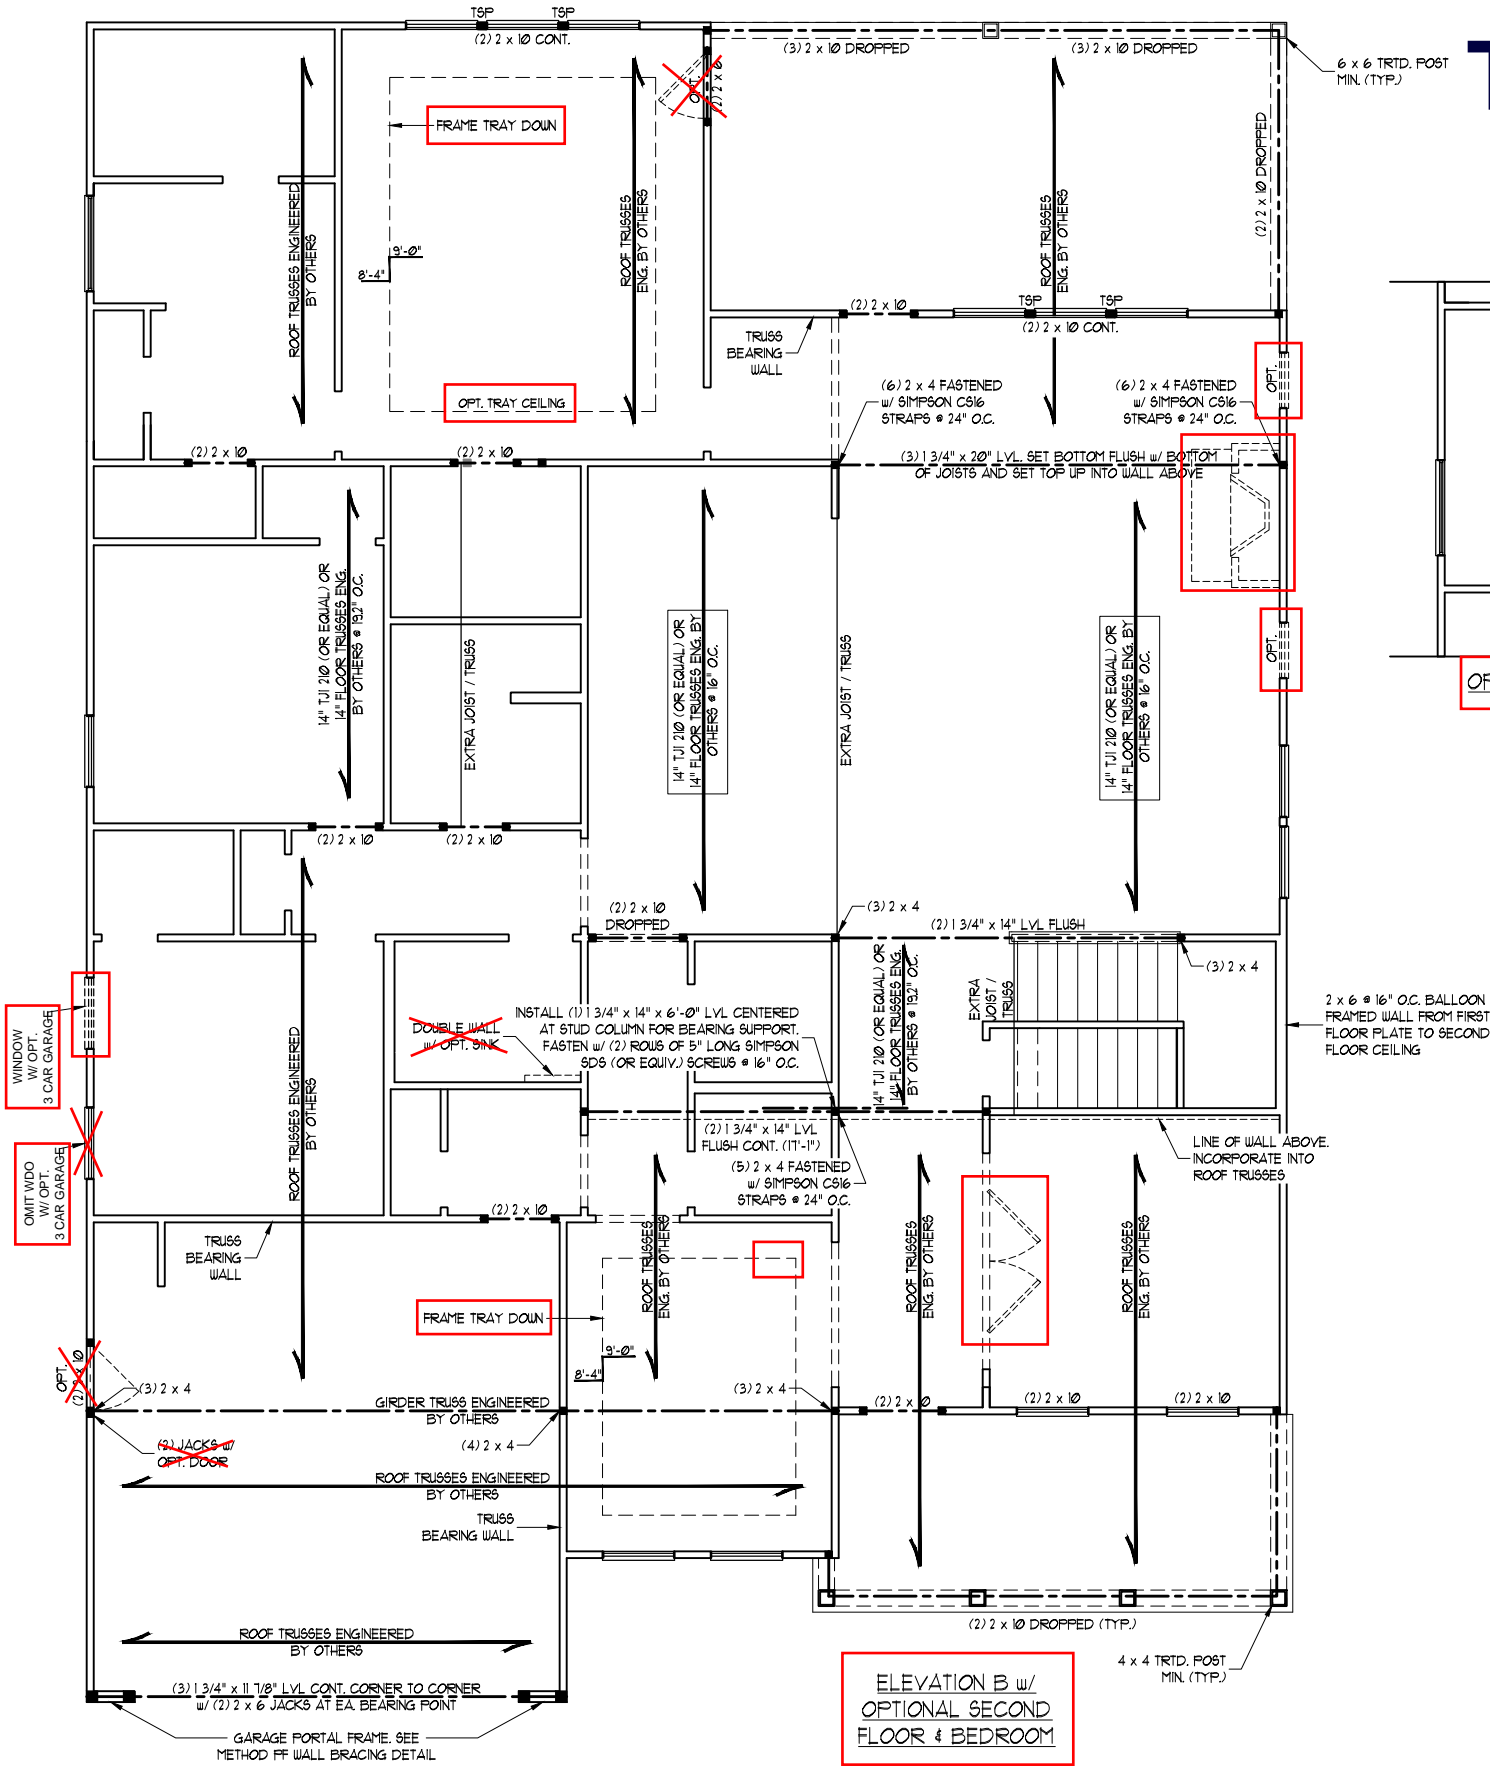 TSP
TSP
(2) 2 x 10 CONT.
(3) 2 x 10 DROPPED
(3) 2 x 10 DROPPED
6 x 6 TRTD. POST
MIN. (TYP.)
OPT.
FRAME TRAY DOWN
(2) 2 x 10 DROPPED
ROOF TRUSSES ENGINEERED
BY OTHERS
ROOF TRUSSES
ENG. BY OTHERS
ROOF TRUSSES
ENG. BY OTHERS
9'-0"
8'-4"
(2) 2 x 10
TSP
TSP
(2) 2 x 10 CONT.
TRUSS
BEARING
WALL
OPT.
(6) 2 x 4 FASTENED
w/ SIMPSON CS16
STRAPS @ 24" O.C.
(6) 2 x 4 FASTENED
w/ SIMPSON CS16
STRAPS @ 24" O.C.
OPT. TRAY CEILING
(2) 2 x 10
(2) 2 x 10
(3) 1 3/4" x 20" LVL. SET BOTTOM FLUSH w/ BOTTOM
OF JOISTS AND SET TOP UP INTO WALL ABOVE
14" TJI 210 (OR EQUAL) OR
14" FLOOR TRUSSES ENG.
BY OTHERS @ 19.2" O.C.
EXTRA JOIST / TRUSS
14" TJI 210 (OR EQUAL) OR
14" FLOOR TRUSSES ENG. BY
OTHERS @ 16" O.C.
EXTRA JOIST / TRUSS
14" TJI 210 (OR EQUAL) OR
14" FLOOR TRUSSES ENG. BY
OTHERS @ 16" O.C.
OPT.
(2) 2 x 10
(2) 2 x 10
(2) 2 x 10
DROPPED
(3) 2 x 4
(2) 1 3/4" x 14" LVL FLUSH
(3) 2 x 4
14" TJI 210 (OR EQUAL) OR
14" FLOOR TRUSSES ENG.
BY OTHERS @ 19.2" O.C.
EXTRA
JOIST /
TRUSS
2 x 6 @ 16" O.C. BALLOON
FRAMED WALL FROM FIRST
FLOOR PLATE TO SECOND
FLOOR CEILING
WINDOW
W/ OPT.
3 CAR GARAGE
ROOF TRUSSES ENGINEERED
BY OTHERS
DOUBLE WALL
w/ OPT. SINK
INSTALL (1) 1 3/4" x 14" x 6'-0" LVL CENTERED
AT STUD COLUMN FOR BEARING SUPPORT.
FASTEN w/ (2) ROWS OF 5" LONG SIMPSON
SDS (OR EQUIV.) SCREWS @ 16" O.C.
(2) 1 3/4" x 14" LVL
FLUSH CONT. (17'-1")
(5) 2 x 4 FASTENED
w/ SIMPSON CS16
STRAPS @ 24" O.C.
LINE OF WALL ABOVE.
INCORPORATE INTO
ROOF TRUSSES
OMIT WDO
W/ OPT.
3 CAR GARAGE
(2) 2 x 10
TRUSS
BEARING
WALL
ROOF TRUSSES
ENG. BY OTHERS
ROOF TRUSSES
ENG. BY OTHERS
ROOF TRUSSES
ENG. BY OTHERS
FRAME TRAY DOWN
9'-0"
8'-4"
OPT.
(3) 2 x 4
GIRDER TRUSS ENGINEERED
BY OTHERS
(3) 2 x 4
(2) 2 x 10
(2) 2 x 10
(2) JACKS w/
OPT. DOOR
(4) 2 x 4
ROOF TRUSSES ENGINEERED
BY OTHERS
TRUSS
BEARING WALL
(2) 2 x 10 DROPPED (TYP.)
4 x 4 TRTD. POST
MIN. (TYP.)
ROOF TRUSSES ENGINEERED
BY OTHERS
(3) 1 3/4" x 11 7/8" LVL CONT. CORNER TO CORNER
w/ (2) 2 x 6 JACKS AT EA. BEARING POINT
GARAGE PORTAL FRAME. SEE
METHOD PF WALL BRACING DETAIL
ELEVATION B w/
OPTIONAL SECOND
FLOOR & BEDROOM